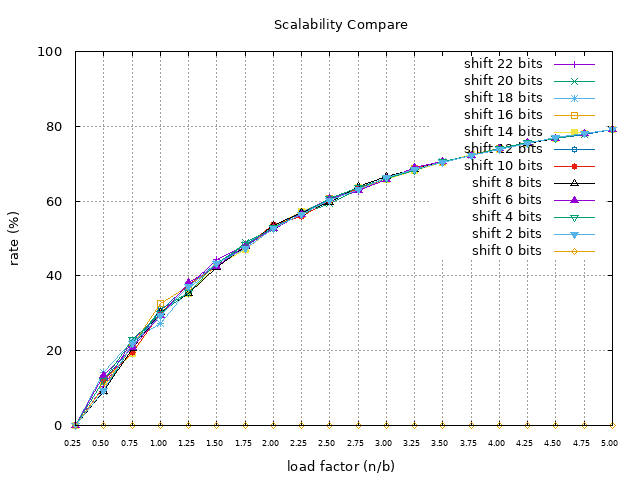 Scalability Compare
100
80
60
40
20
0
rate (%)
shift 22 bits
shift 20 bits
shift 18 bits
shift 16 bits
shift 14 bits
shift 12 bits
shift 10 bits
shift 8 bits
shift 6 bits
shift 4 bits
shift 2 bits
shift 0 bits
0.25 0.50 0.75 1.00 1.25 1.50 1.75 2.00 2.25 2.50 2.75 3.00 3.25 3.50 3.75 4.00 4.25 4.50 4.75 5.00
load factor (n/b)